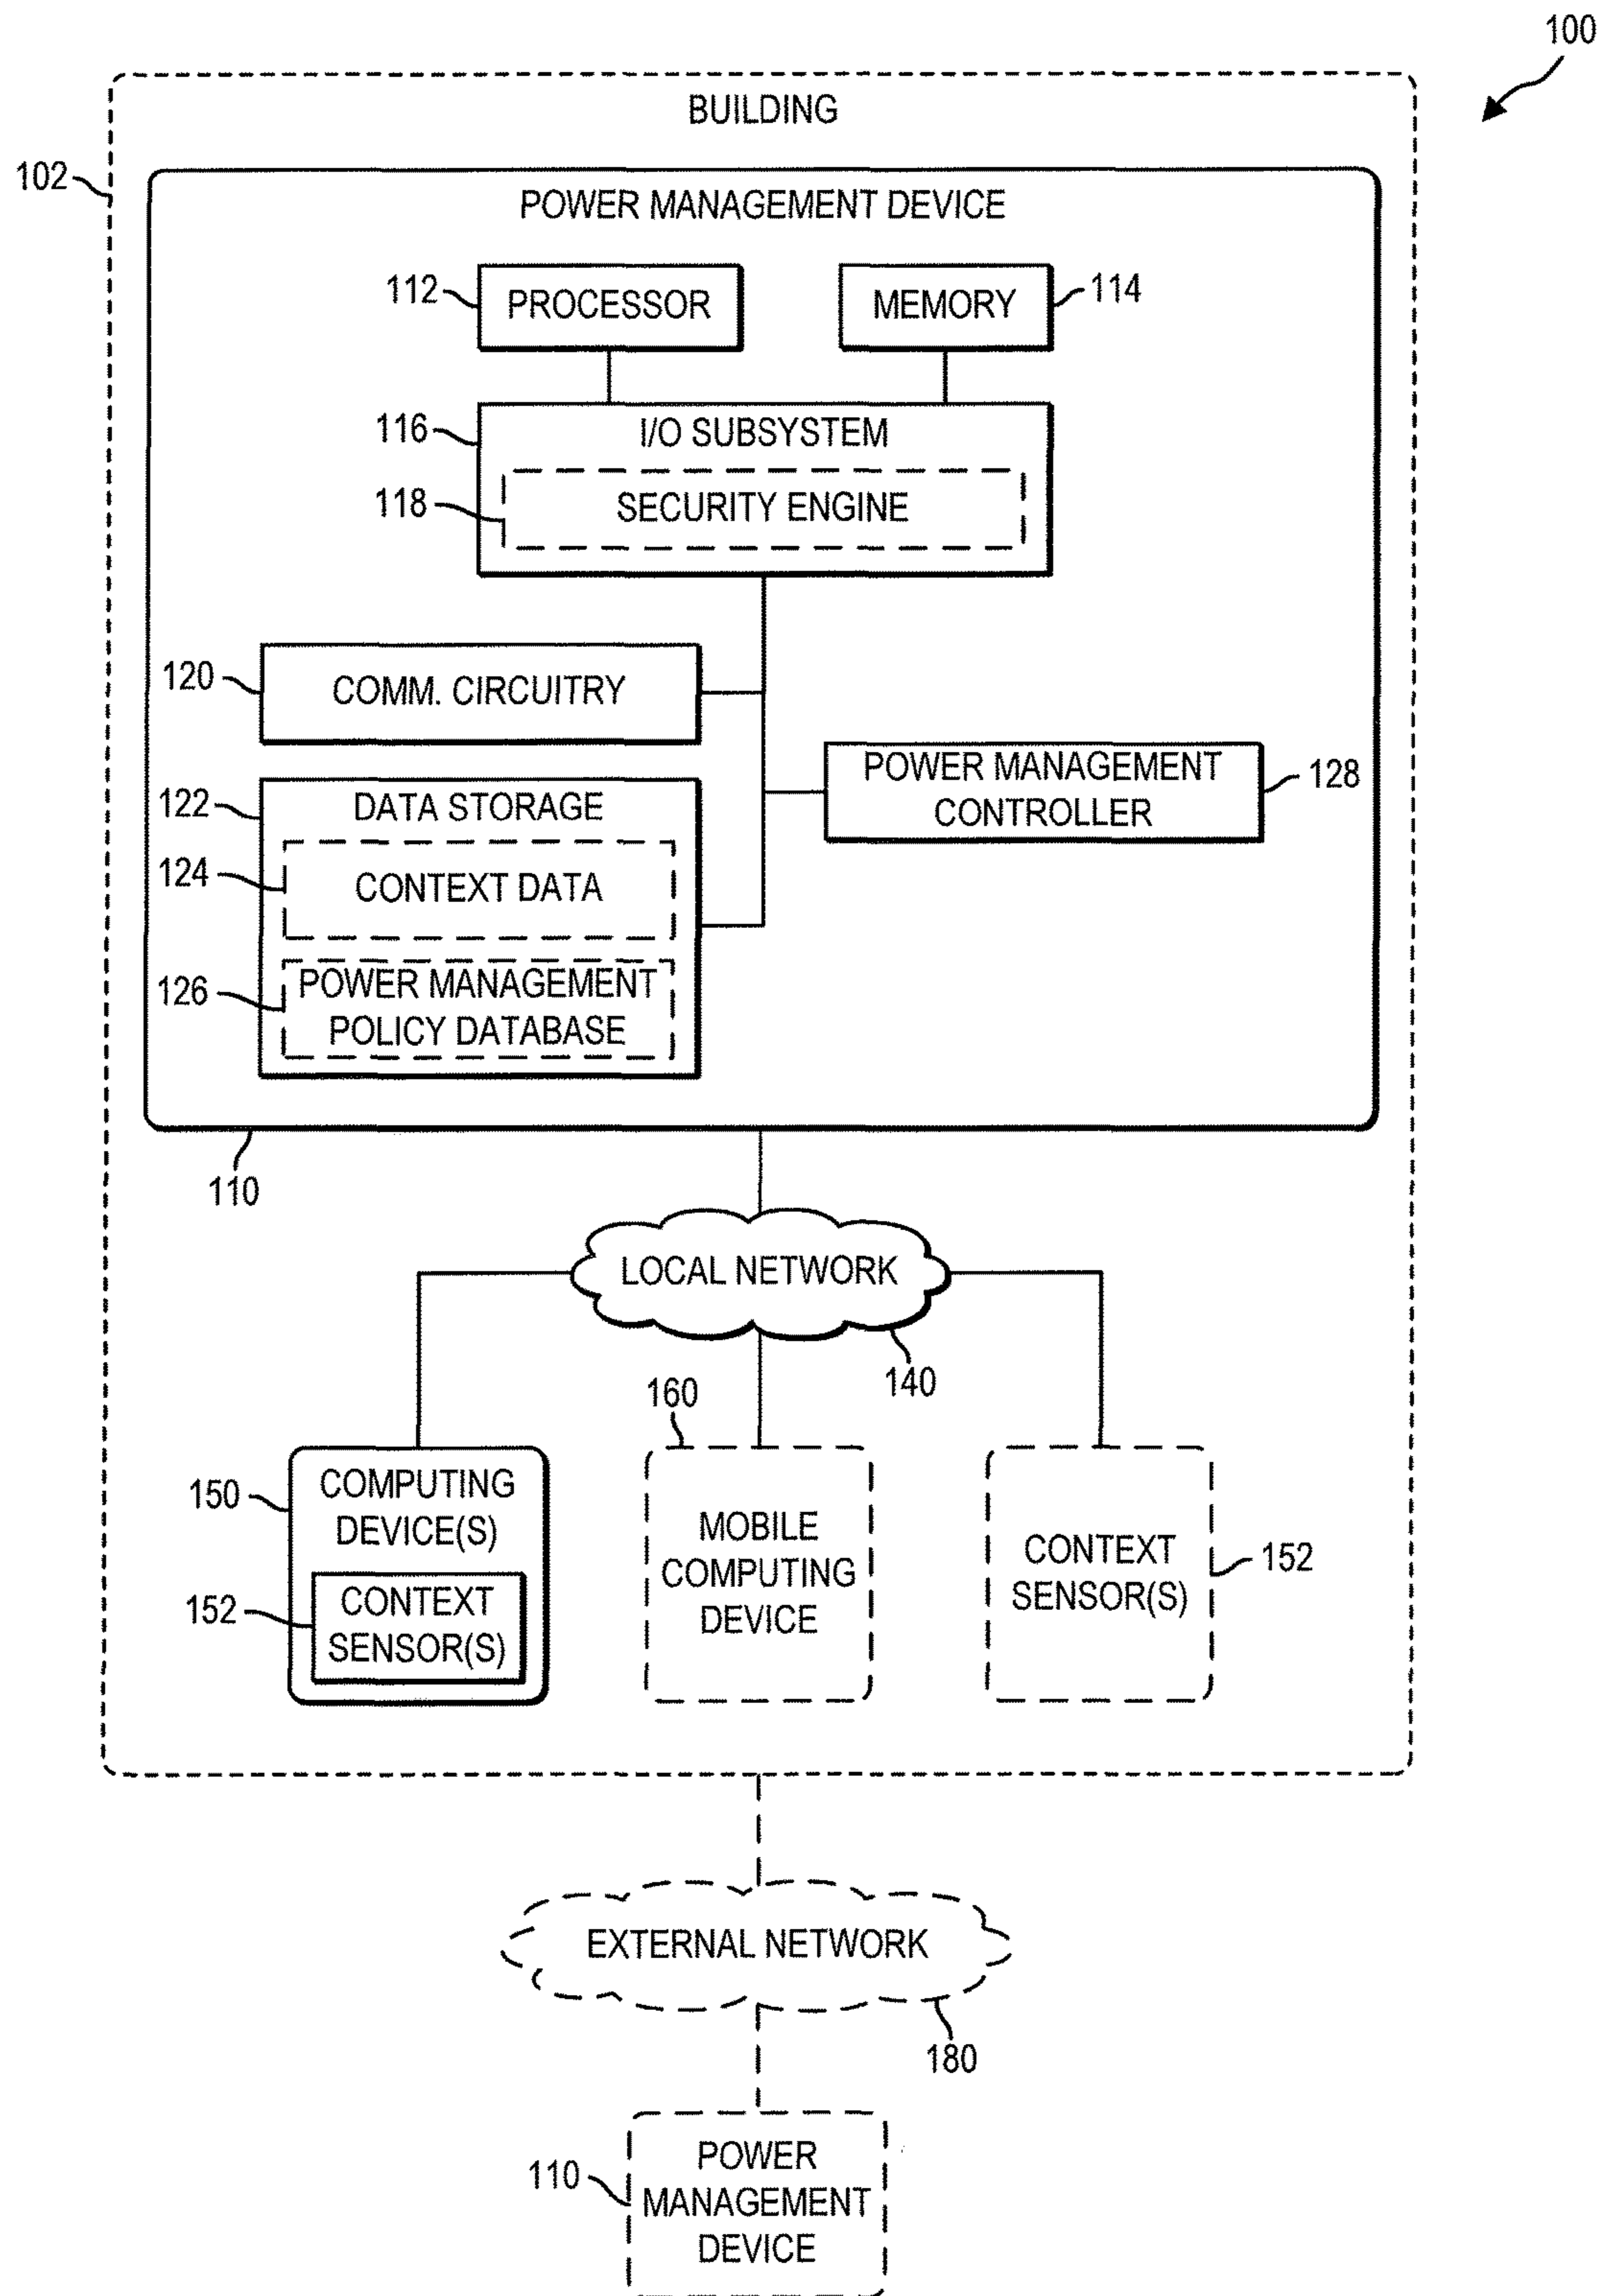 100
BUILDING
102
POWER MANAGEMENT DEVICE
112
PROCESSOR
MEMORY
114
116
I/O SUBSYSTEM
118
SECURITY ENGINE
120
COMM. CIRCUITRY
POWER MANAGEMENT
CONTROLLER
128
122
DATA STORAGE
124
CONTEXT DATA
126
POWER MANAGEMENT
POLICY DATABASE
110
LOCAL NETWORK
140
150
COMPUTING
DEVICE(S)
152
CONTEXT
SENSOR(S)
160
MOBILE
COMPUTING
DEVICE
CONTEXT
SENSOR(S)
152
EXTERNAL NETWORK
180
110
POWER
MANAGEMENT
DEVICE